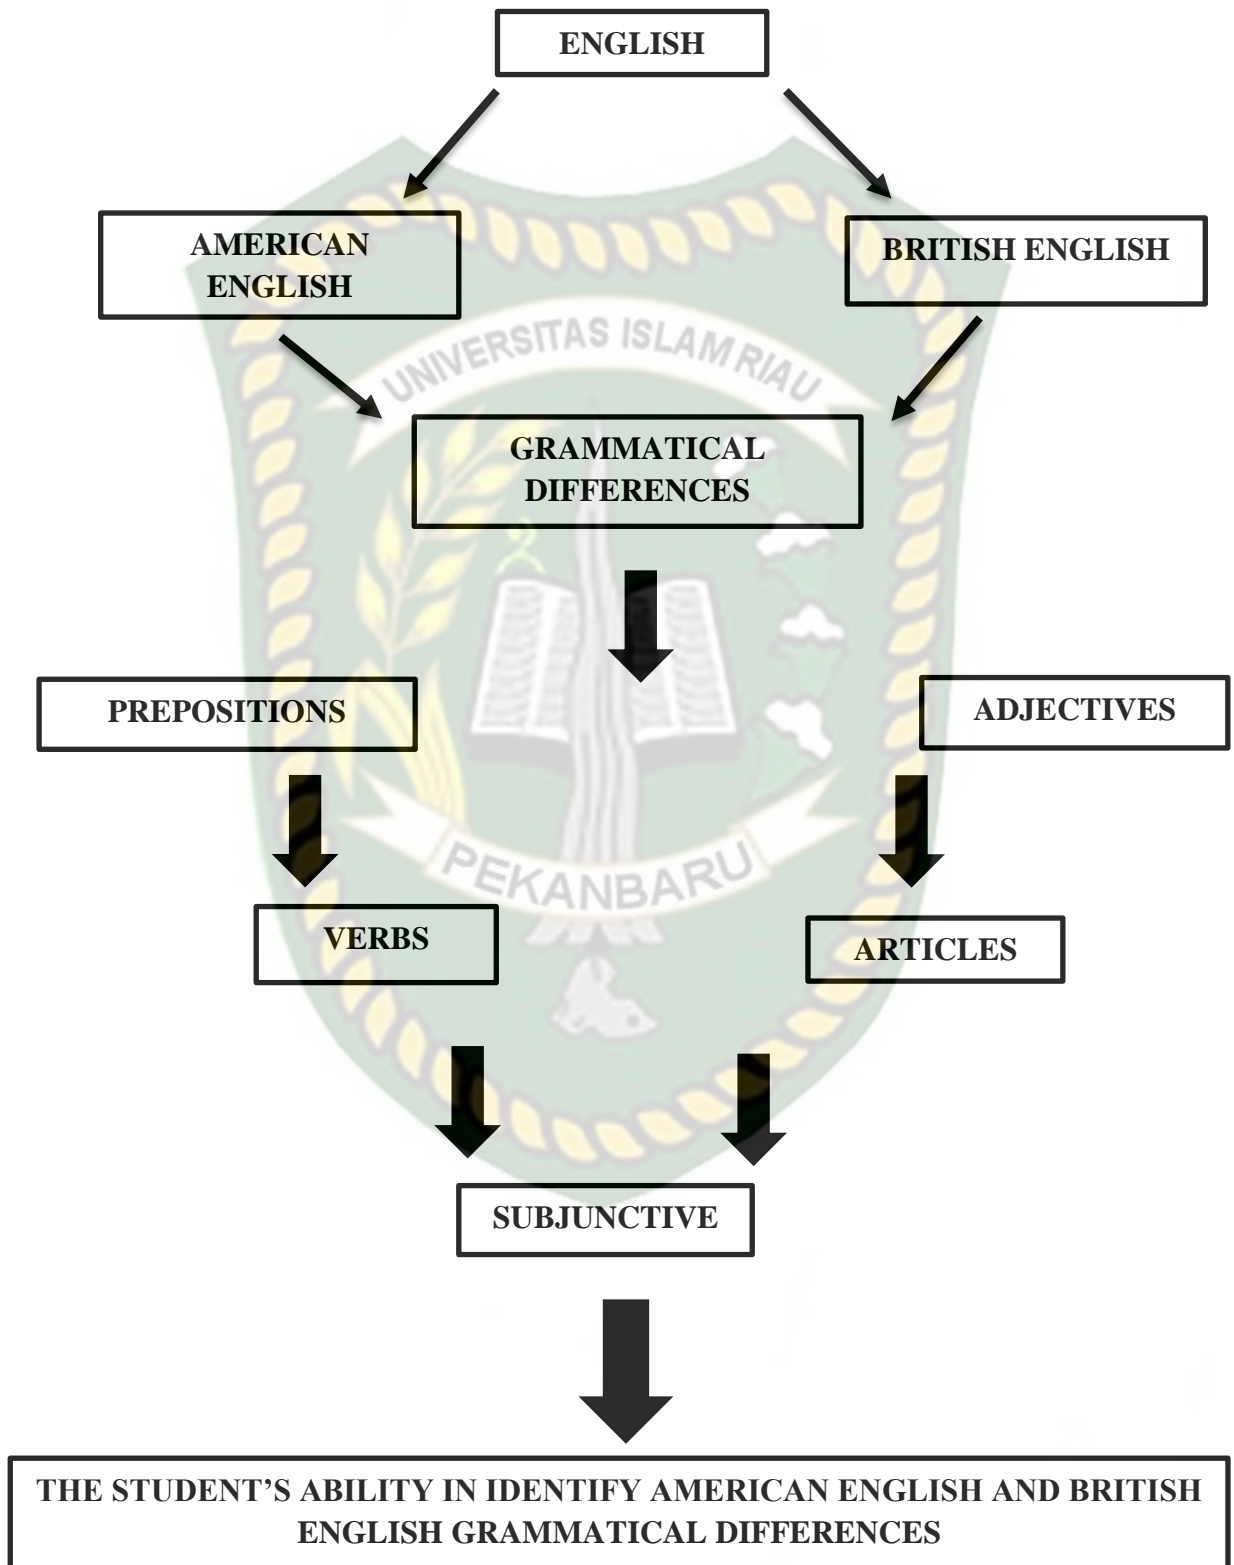 ENGLISH
AMERICAN
ENGLISH
BRITISH ENGLISH
UNIVERSITAS ISLAM RIAU
GRAMMATICAL
DIFFERENCES
PREPOSITIONS
ADJECTIVES
PEKANBARU
VERBS
ARTICLES
SUBJUNCTIVE
THE STUDENT’S ABILITY IN IDENTIFY AMERICAN ENGLISH AND BRITISH
ENGLISH GRAMMATICAL DIFFERENCES